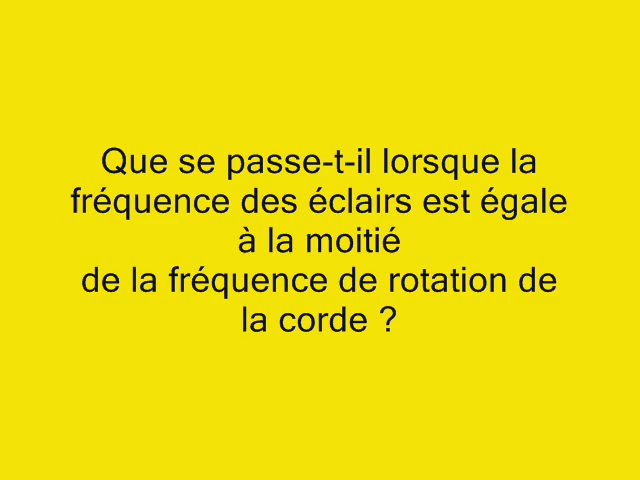 Que se passe-t-il lorsque la
fréquence des éclairs est égale
à la moitié
de la fréquence de rotation de
la corde ?